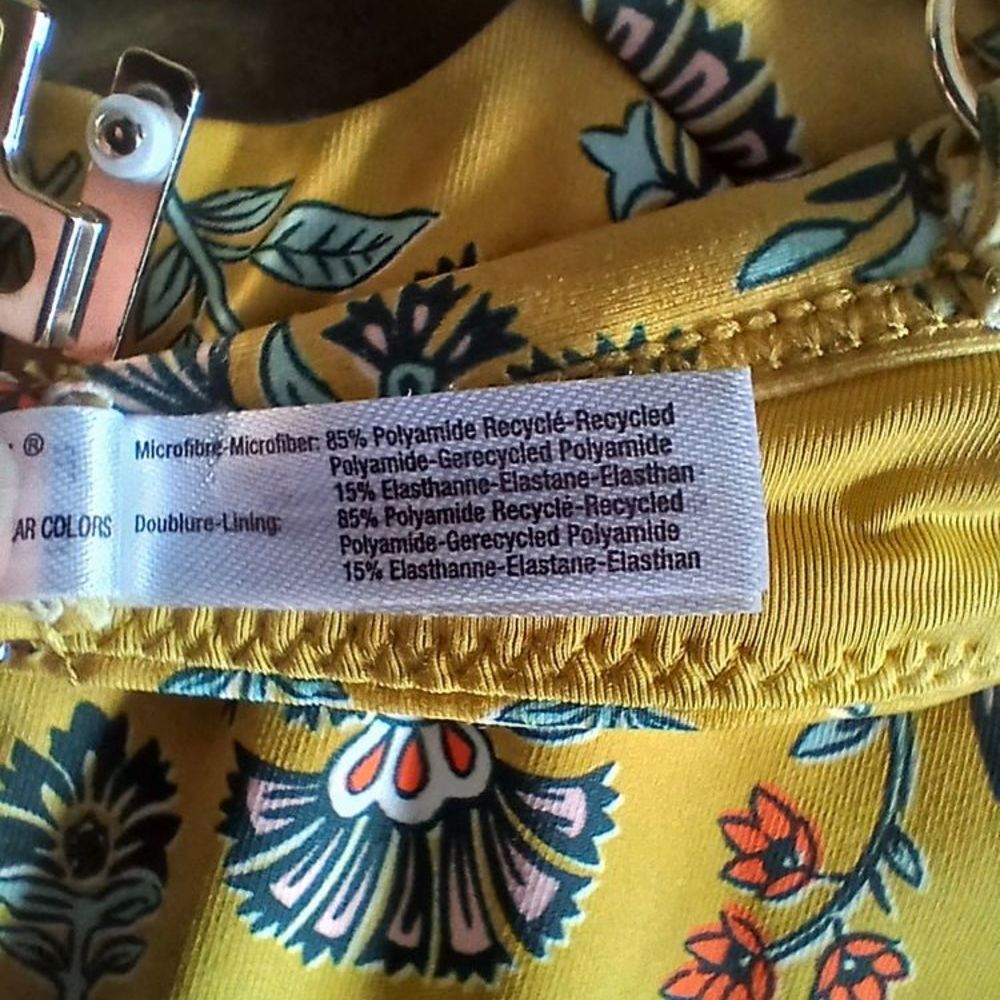 ®
AR COLORS
Microfibre-Microfiber: 85% Polyamide Recyclé-Recycled
Polyamide-Gerecycled Polyamide
15% Elasthanne-Elastane-Elasthan
Doublure-Lining: 85% Polyamide Recyclé-Recycled
Polyamide-Gerecycled Polyamide
15% Elasthanne-Elastane-Elasthan